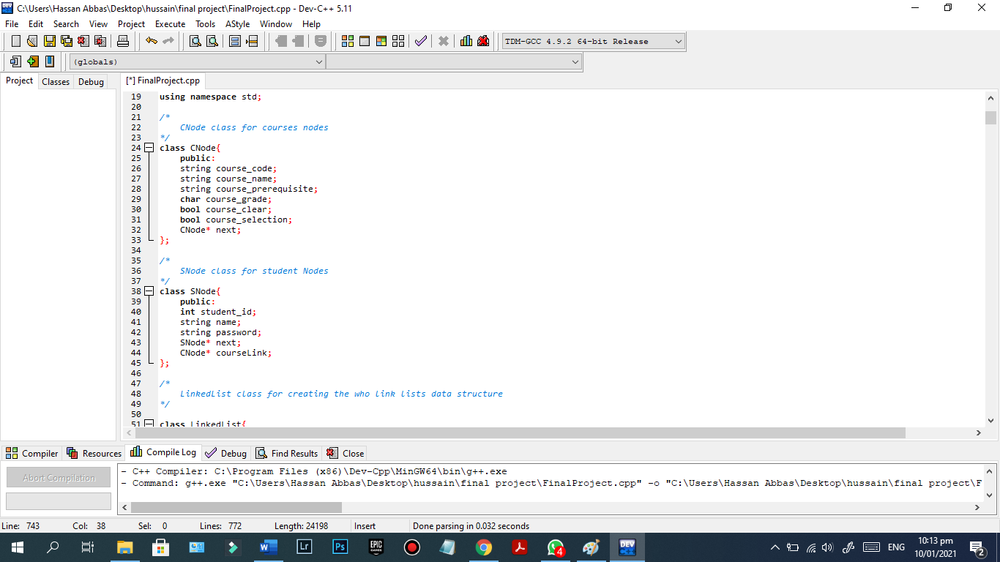 C:\Users\Hassan Abbas\Desktop\hussain\final project\FinalProject.cpp - Dev-C++ 5.11
File Edit Search View Project Execute Tools AStyle Window Help
TDM-GCC 4.9.2 64-bit Release
(globals)
Project Classes Debug
[*] FinalProject.cpp
19 using namespace std;
20
21 /*
22 CNode class for courses nodes
23 */
24 class CNode{
25 public:
26 string course_code;
27 string course_name;
28 string course_prerequisite;
29 char course_grade;
30 bool course_clear;
31 bool course_selection;
32 CNode* next;
33 };
34
35 /*
36 SNode class for student Nodes
37 */
38 class SNode{
39 public:
40 int student_id;
41 string name;
42 string password;
43 SNode* next;
44 CNode* courseLink;
45 };
46
47 /*
48 LinkedList class for creating the who link lists data structure
49 */
50
51 class LinkedList{
Compiler Resources Compile Log Debug Find Results Close
Abort Compilation
- C++ Compiler: C:\Program Files (x86)\Dev-Cpp\MinGW64\bin\g++.exe
- Command: g++.exe "C:\Users\Hassan Abbas\Desktop\hussain\final project\FinalProject.cpp" -o "C:\Users\Hassan Abbas\Desktop\hussain\final project\F
Line: 743 Col: 38 Sel: 0 Lines: 772 Length: 24198 Insert Done parsing in 0.032 seconds
W Lr Ps EPIC GAMES 4 DEV ENG 10:13 pm
10/01/2021 2